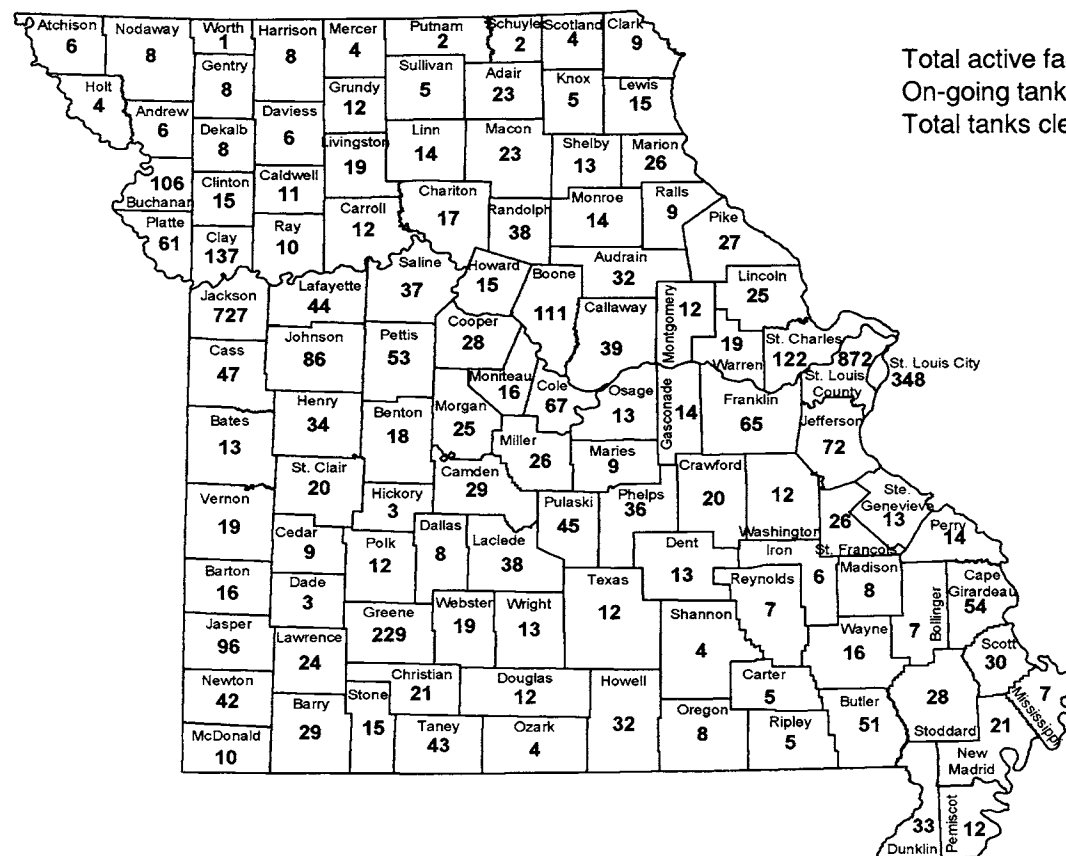 Total active fa
On-going tank
Total tanks cle
Atchison
6
Nodaway
8
Worth
1
Harrison
8
Mercer
4
Putnam
2
Schuyle
2
Scotland
4
Clark
9
Holt
4
Andrew
6
Gentry
8
Dekalb
8
Daviess
6
Grundy
12
Livingston
19
Sullivan
5
Linn
14
Adair
23
Macon
23
Knox
5
Lewis
15
Shelby
13
Marion
26
106
Buchanan
Clinton
15
Caldwell
11
Platte
61
Clay
137
Ray
10
Carroll
12
Chariton
17
Randolph
38
Monroe
14
Ralls
9
Pike
27
Audrain
32
Lincoln
25
Jackson
727
Lafayette
44
Saline
37
Howard
15
Boone
111
Callaway
39
Montgomery
12
19
Warren
St. Charles
122
872
St. Louis
County
St. Louis City
348
Cass
47
Johnson
86
Pettis
53
Cooper
28
Moniteau
16
Cole
67
Osage
13
Gasconade
14
Franklin
65
Jefferson
72
Bates
13
Henry
34
Benton
18
Morgan
25
Miller
26
Maries
9
St. Clair
20
Hickory
3
Camden
29
Pulaski
45
Phelps
36
Crawford
20
12
Washington
26
St. Francois
Ste.
Genevieve
13
Perry
14
Vernon
19
Cedar
9
Polk
12
Dallas
8
Laclede
38
Dent
13
Iron
6
Madison
8
Reynolds
7
Barton
16
Dade
3
Greene
229
Webster
19
Wright
13
Texas
12
Shannon
4
Wayne
16
Bollinger
7
Cape
Girardeau
54
Scott
30
Jasper
96
Lawrence
24
Christian
21
Douglas
12
Howell
32
Carter
5
Newton
42
Barry
29
Stone
15
Taney
43
Ozark
4
Oregon
8
Ripley
5
Butler
51
28
Stoddard
7
Mississippi
McDonald
10
21
New
Madrid
33
Dunklin
Pemiscot
12